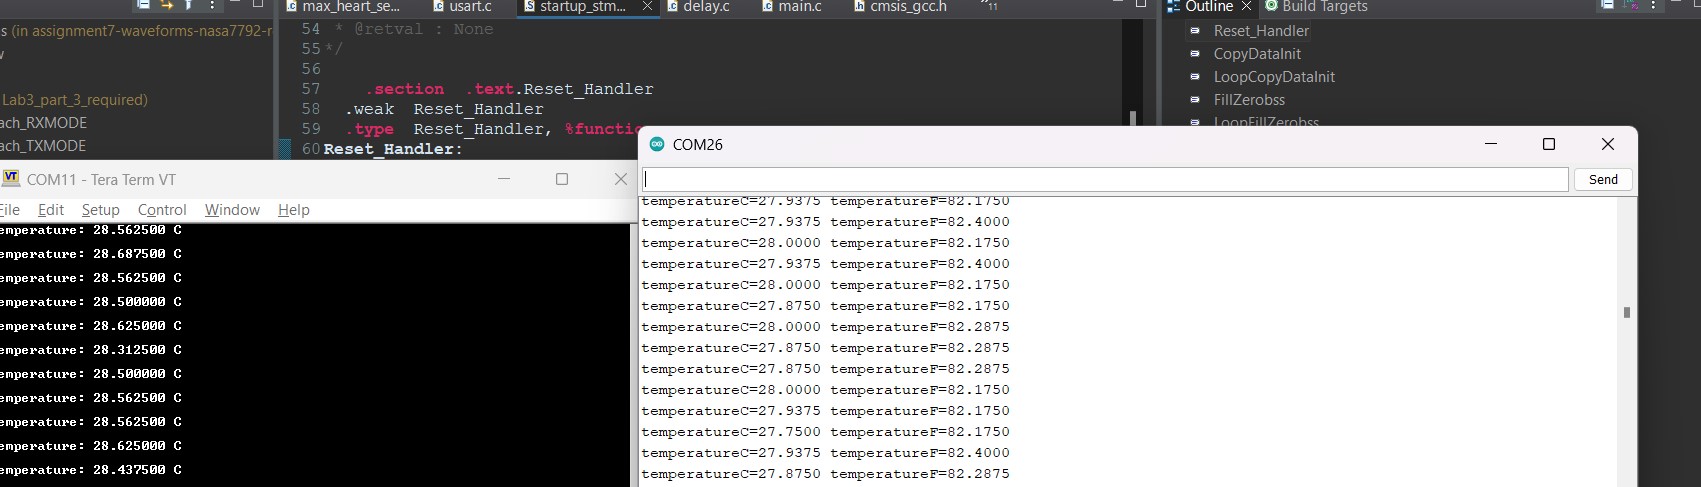 max_heart_se... usart.c startup_stm... delay.c main.c cmsis_gcc.h 11
Outline Build Targets
s (in assignment7-waveforms-nasa7792-r
Lab3_part_3_required)
ach_RXMODE
ach_TXMODE
54 * @retval : None
55 */
56
57 .section .text.Reset_Handler
58 .weak Reset_Handler
59 .type Reset_Handler, %functio
60 Reset_Handler:
Reset_Handler
CopyDataInit
LoopCopyDataInit
FillZerobss
LoopFillZerobss
VT COM11 - Tera Term VT
File Edit Setup Control Window Help
emperature: 28.562500 C
emperature: 28.687500 C
emperature: 28.562500 C
emperature: 28.500000 C
emperature: 28.625000 C
emperature: 28.312500 C
emperature: 28.500000 C
emperature: 28.562500 C
emperature: 28.562500 C
emperature: 28.625000 C
emperature: 28.437500 C
COM26
Send
temperatureC=27.9375 temperatureF=82.1750
temperatureC=27.9375 temperatureF=82.4000
temperatureC=28.0000 temperatureF=82.1750
temperatureC=27.9375 temperatureF=82.4000
temperatureC=28.0000 temperatureF=82.1750
temperatureC=27.8750 temperatureF=82.1750
temperatureC=28.0000 temperatureF=82.2875
temperatureC=27.8750 temperatureF=82.2875
temperatureC=27.8750 temperatureF=82.2875
temperatureC=28.0000 temperatureF=82.1750
temperatureC=27.9375 temperatureF=82.1750
temperatureC=27.7500 temperatureF=82.1750
temperatureC=27.9375 temperatureF=82.4000
temperatureC=27.8750 temperatureF=82.2875